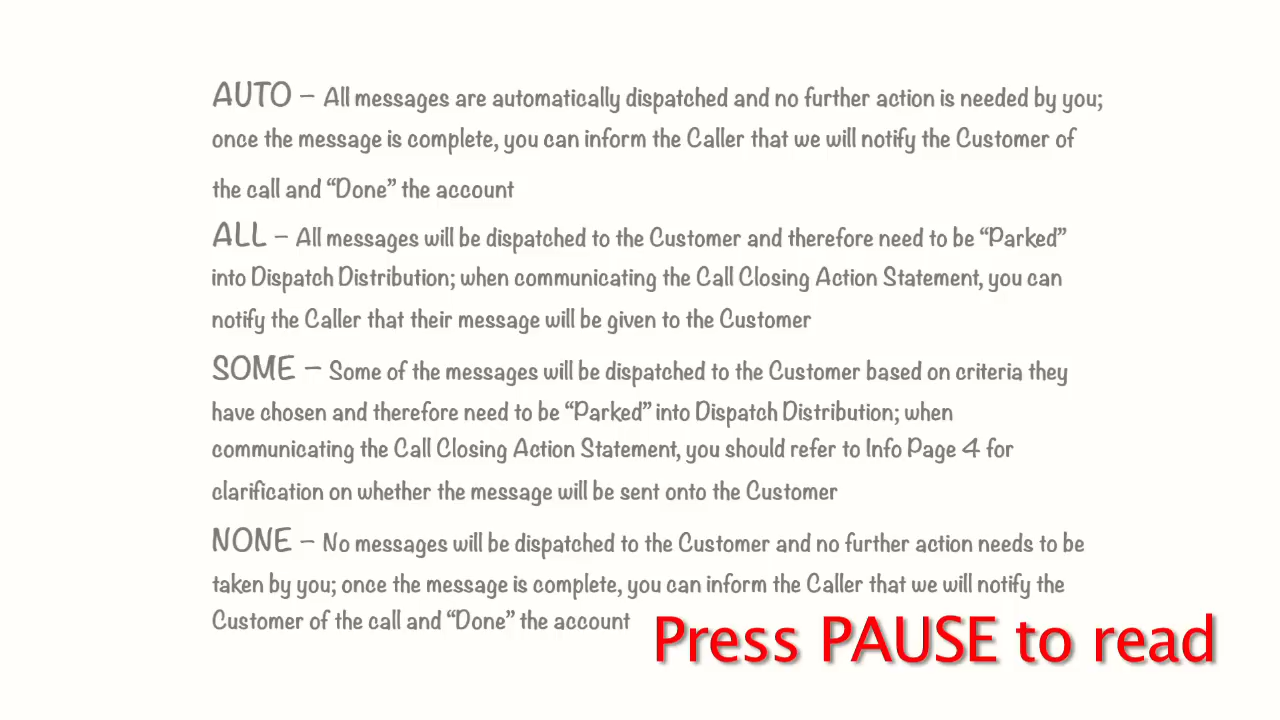 AUTO – All messages are automatically dispatched and no further action is needed by you;
once the message is complete, you can inform the Caller that we will notify the Customer of
the call and “Done” the account
ALL – All messages will be dispatched to the Customer and therefore need to be “Parked”
into Dispatch Distribution; when communicating the Call Closing Action Statement, you can
notify the Caller that their message will be given to the Customer
SOME – Some of the messages will be dispatched to the Customer based on criteria they
have chosen and therefore need to be “Parked” into Dispatch Distribution; when
communicating the Call Closing Action Statement, you should refer to Info Page 4 for
clarification on whether the message will be sent onto the Customer
NONE – No messages will be dispatched to the Customer and no further action needs to be
taken by you; once the message is complete, you can inform the Caller that we will notify the
Customer of the call and “Done” the account
Press PAUSE to read